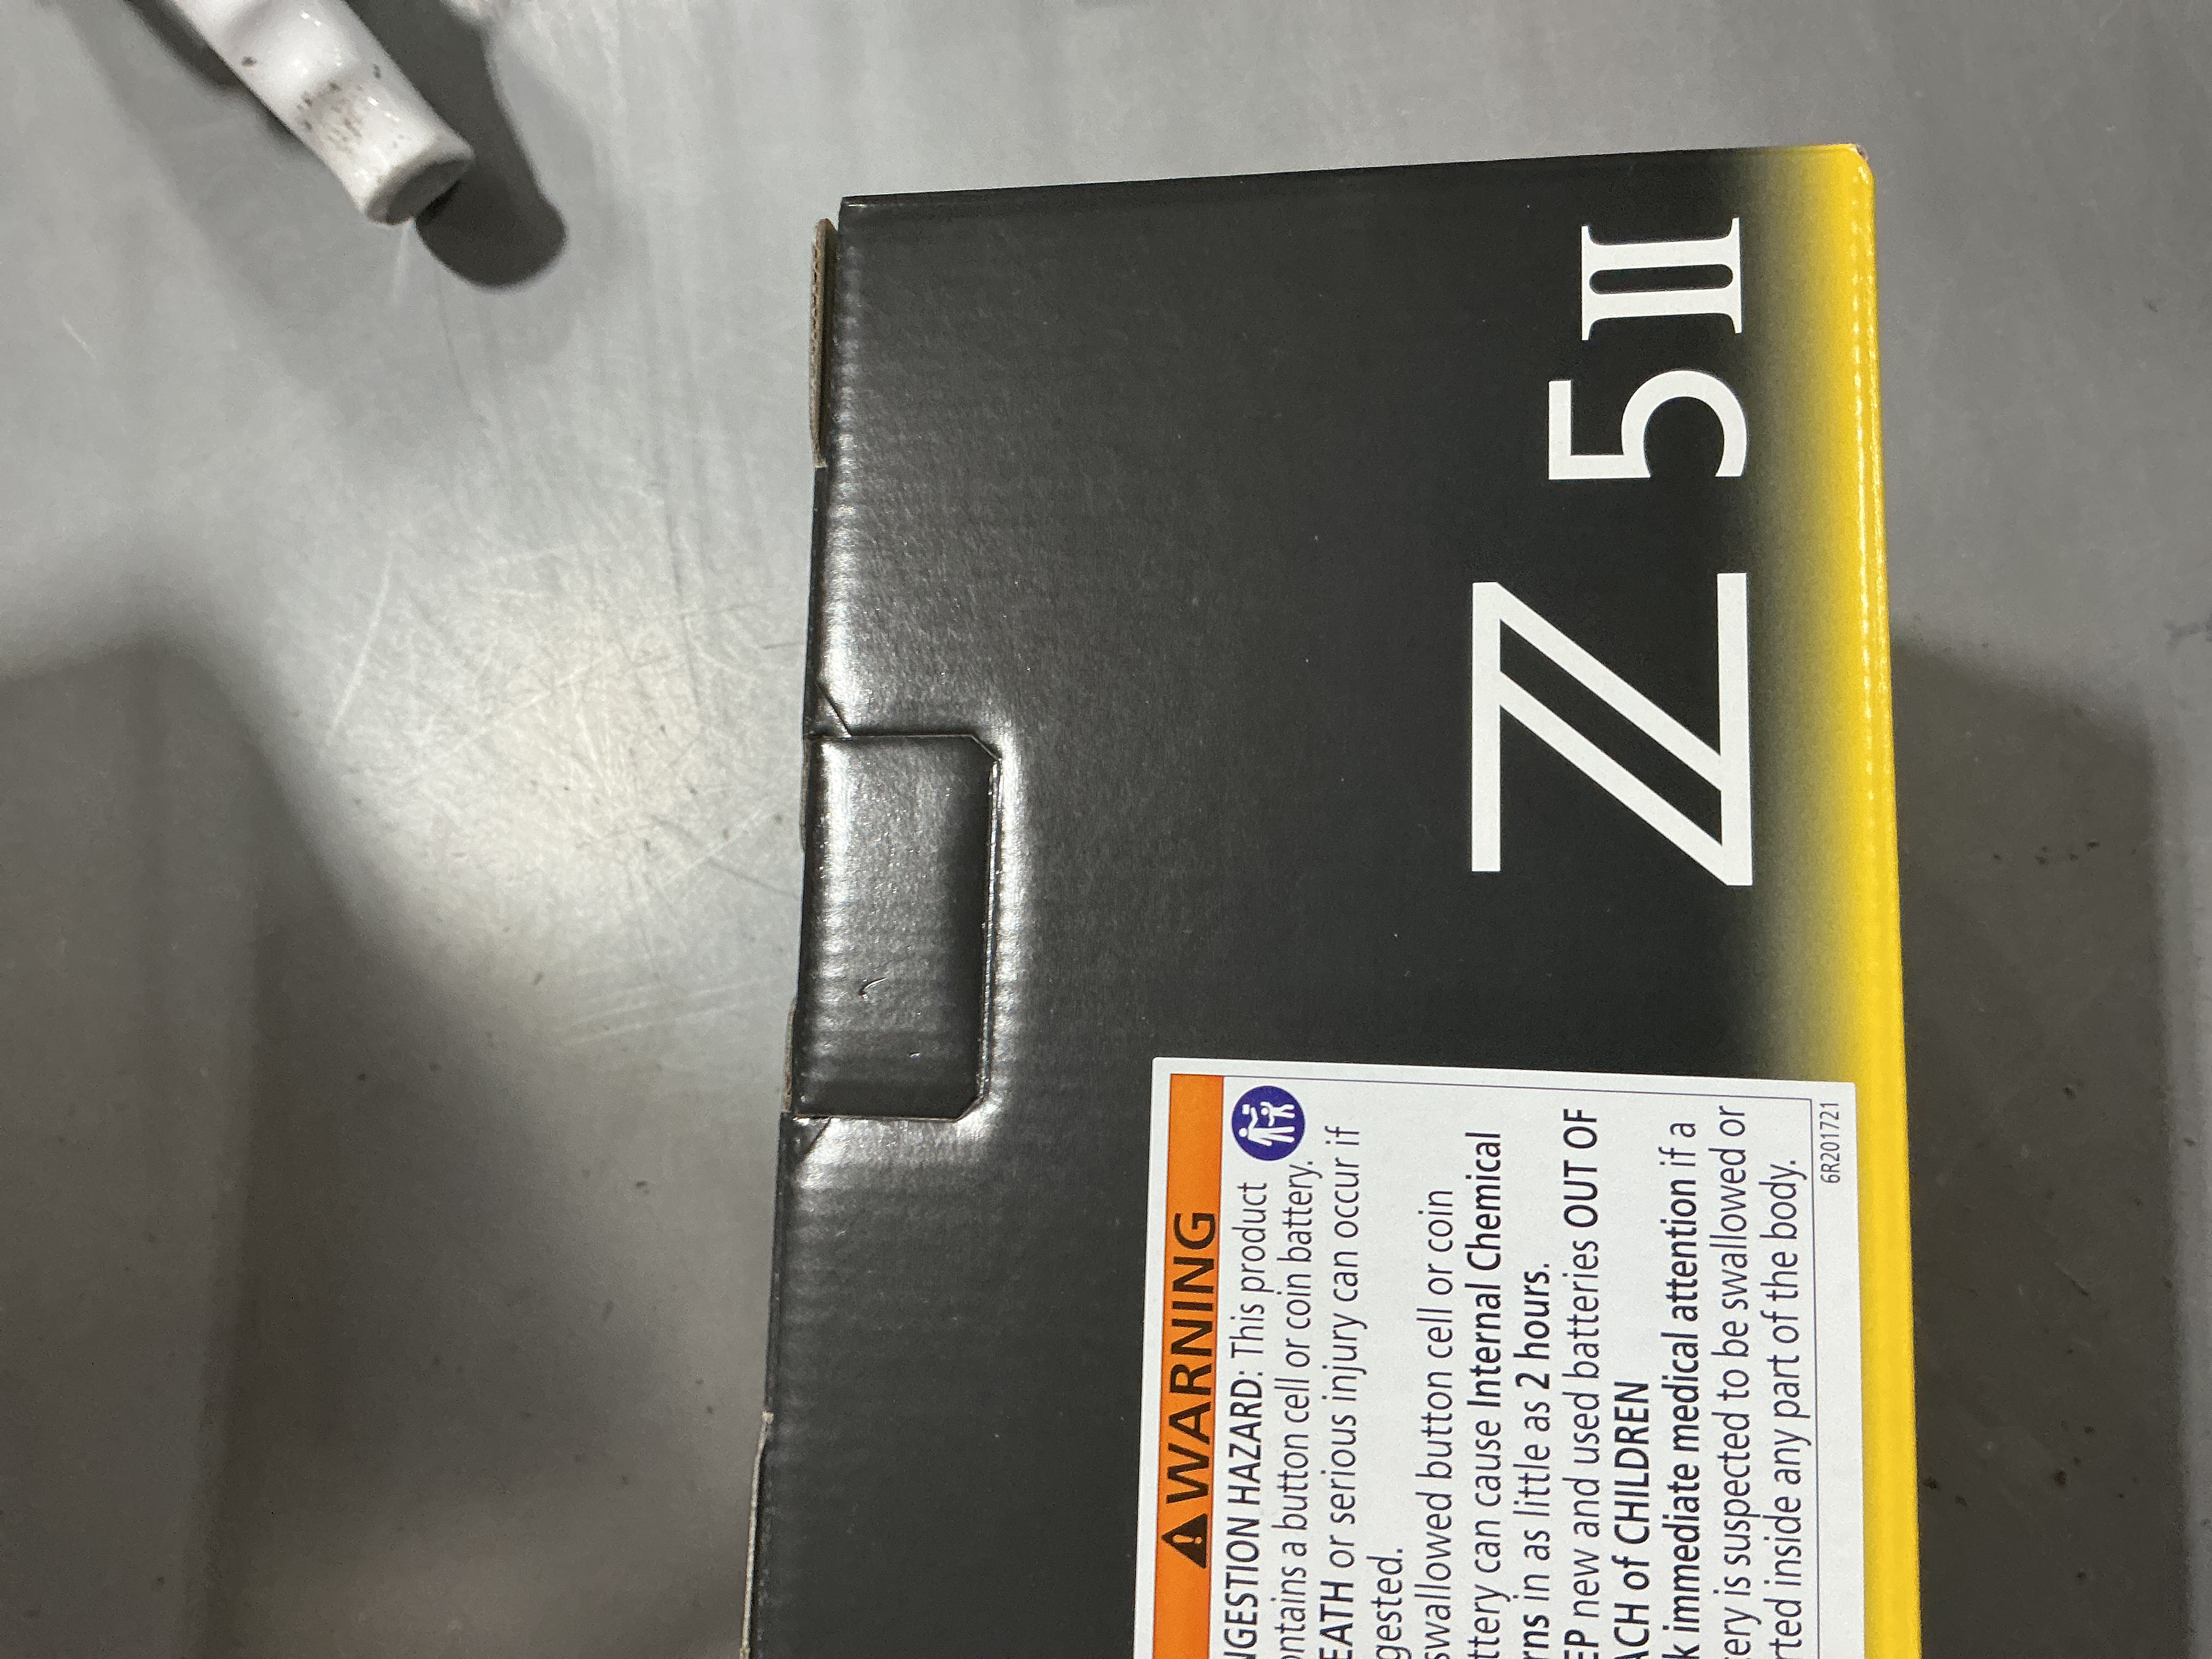 Z 5II
WARNING
NGESTION HAZARD: This product
ontains a button cell or coin battery.
EATH or serious injury can occur if
gested.
swallowed button cell or coin
ttery can cause Internal Chemical
rns in as little as 2 hours.
EP new and used batteries OUT OF
ACH of CHILDREN
k immediate medical attention if a
ery is suspected to be swallowed or
rted inside any part of the body.
6R201721